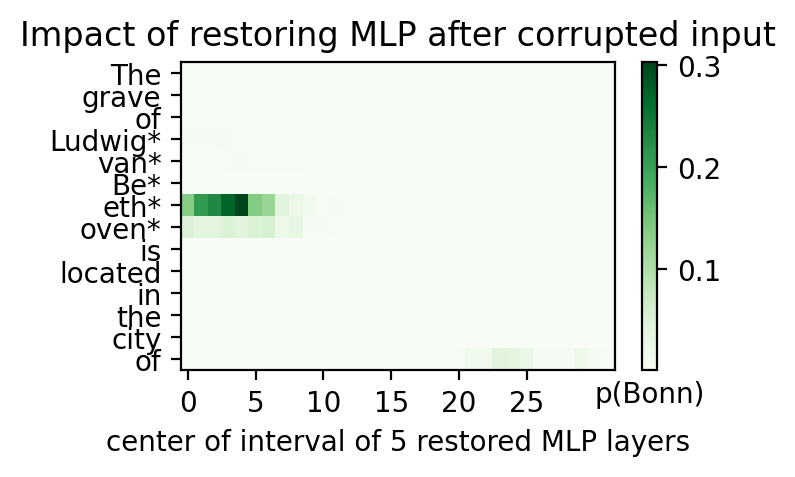 Impact of restoring MLP after corrupted input
The
grave
of
Ludwig*
van*
Be*
eth*
oven*
is
located
in
the
city
of
0 5 10 15 20 25
center of interval of 5 restored MLP layers
0.3
0.2
0.1
p(Bonn)